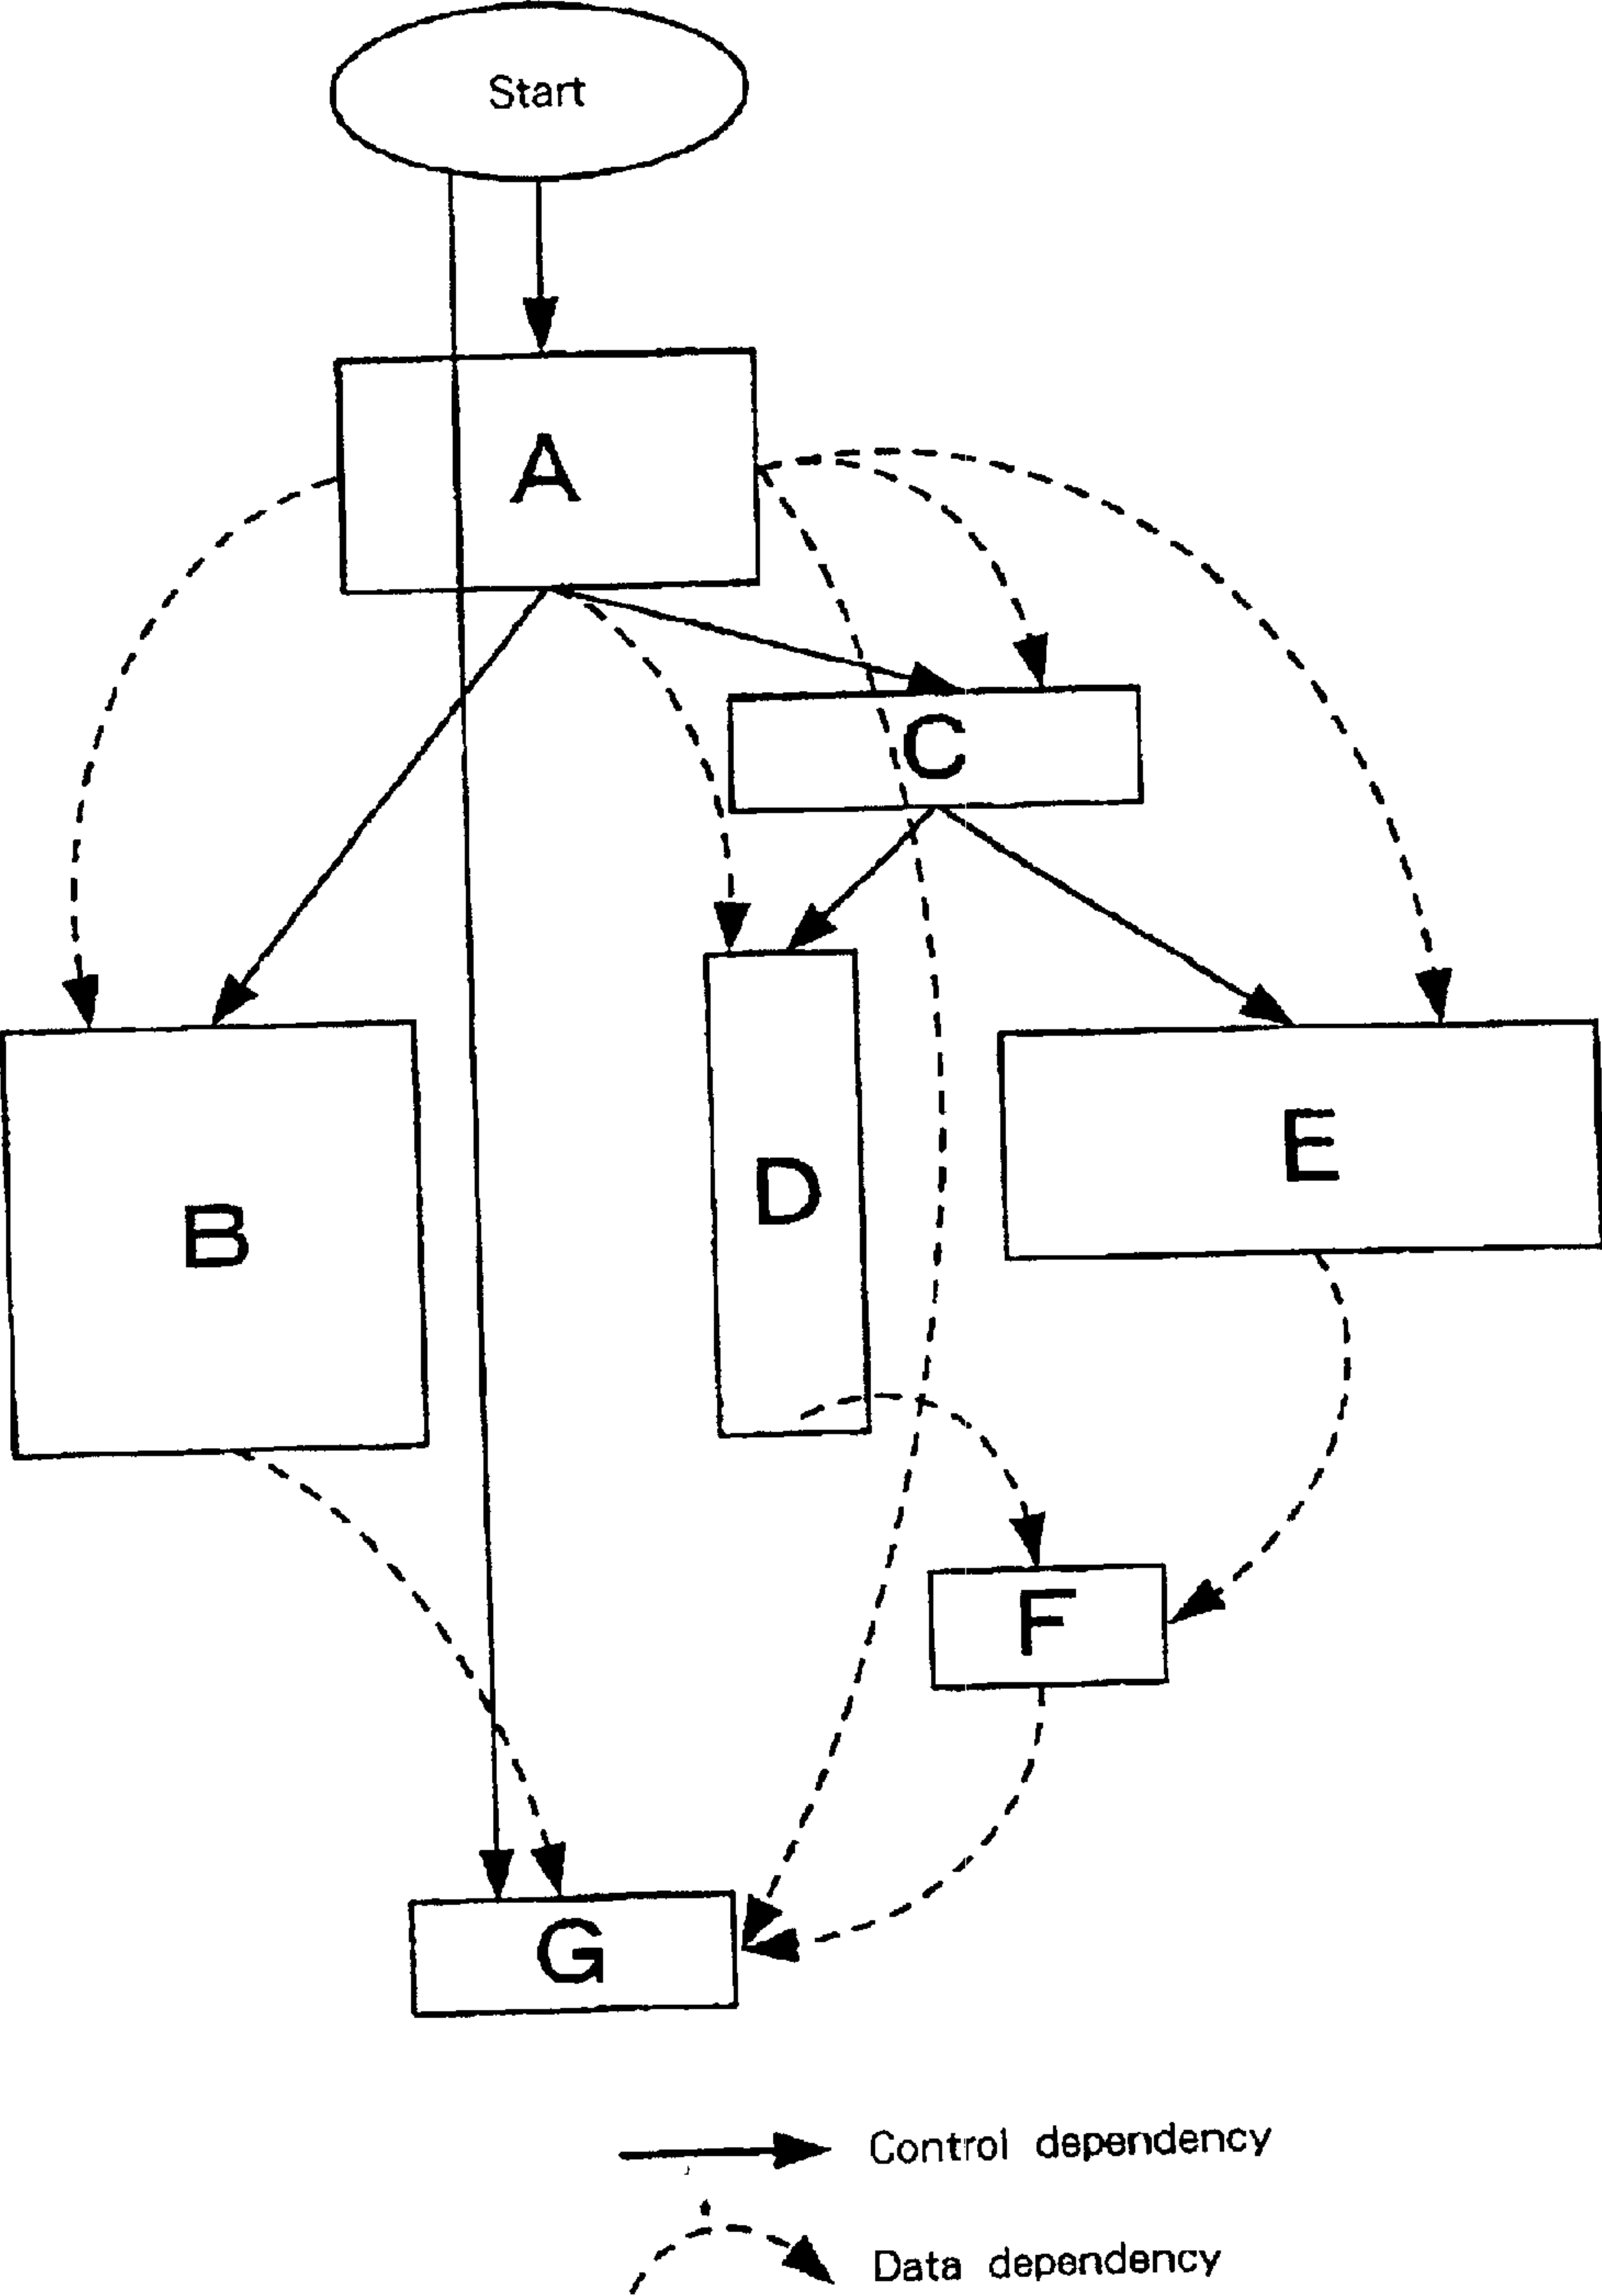 Start
A
C
B
D
E
F
G
Control dependency
Data dependency